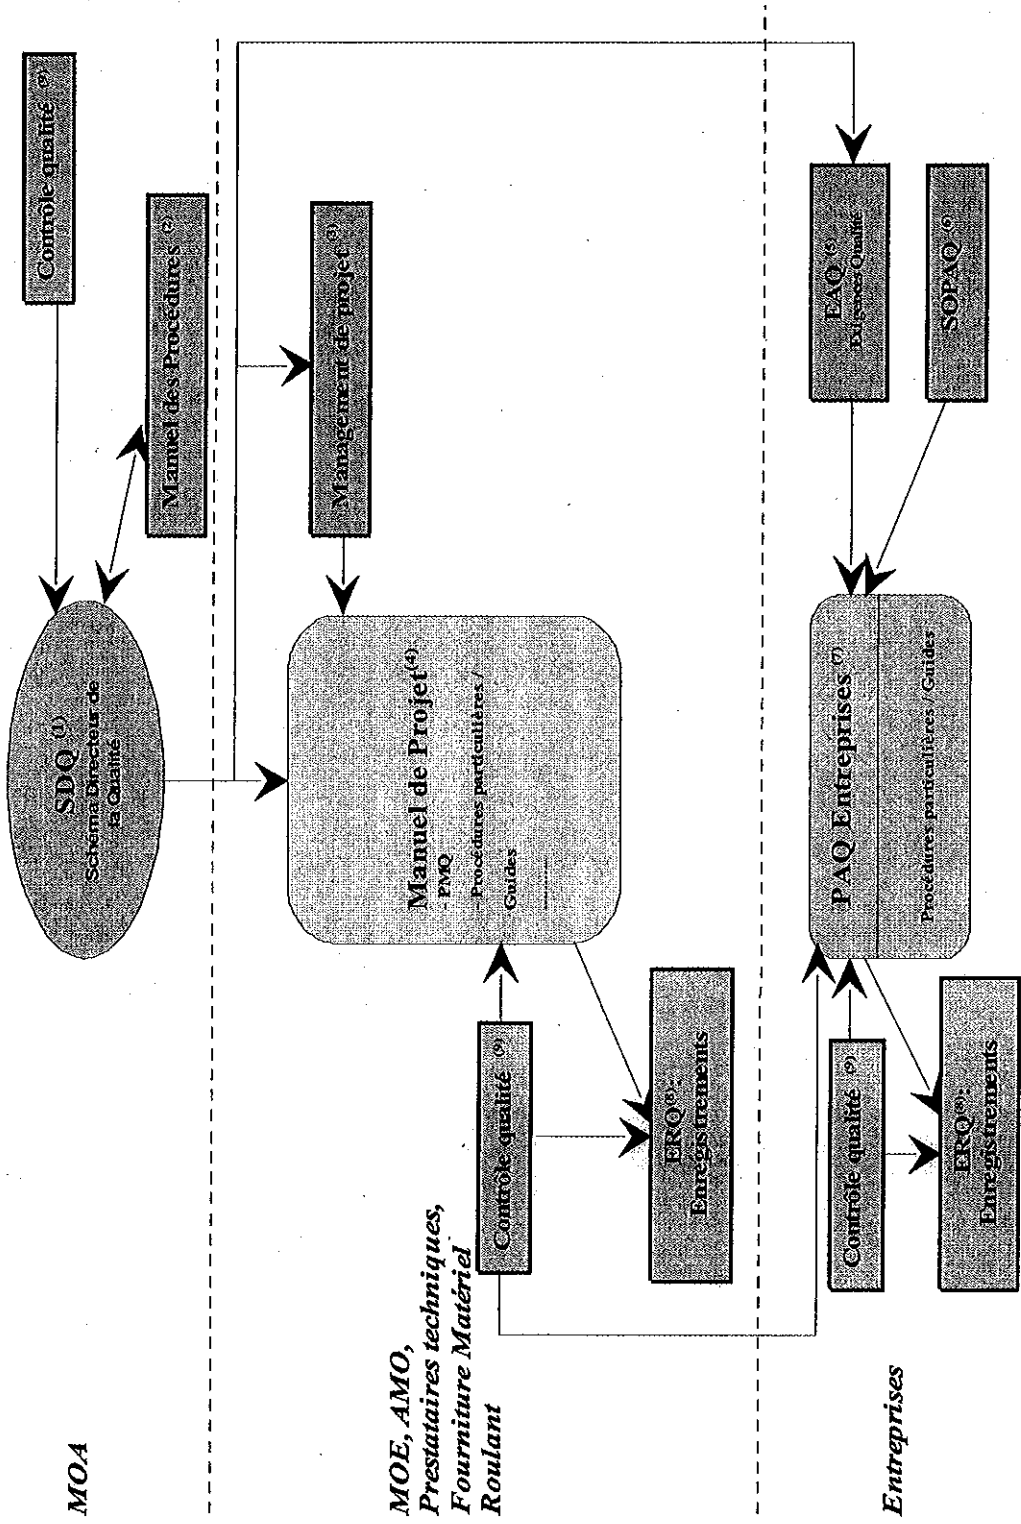 MOA
SDQ (1)
Schéma Directeur de
la Qualité
Contrôle qualité (9)
Manuel des Procédures (2)
MOE, AMO,
Prestataires techniques,
Fourniture Matériel
Roulant
Manuel de Projet(4)
- PMQ
- Procédures particulières /
Guides
Management de projet (3)
Contrôle qualité (9)
ERQ(8):
Enregistrements
Entreprises
PAQ Entreprises(7)
Procédures particulières / Guides
EAQ (5)
Exigences Qualité
SOPAQ (6)
Contrôle qualité (9)
ERQ(8):
Enregistrements